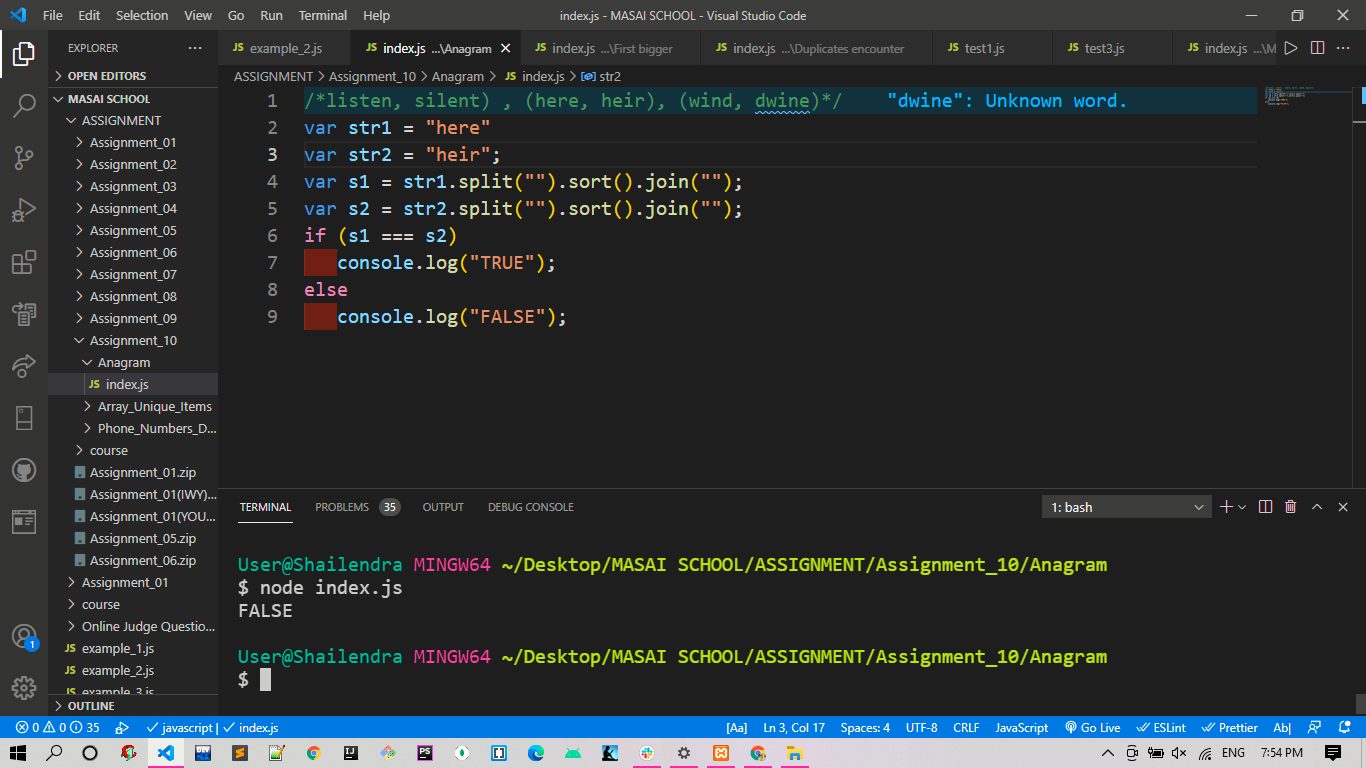 File Edit Selection View Go Run Terminal Help
index.js - MASAI SCHOOL - Visual Studio Code
EXPLORER
OPEN EDITORS
MASAI SCHOOL
ASSIGNMENT
Assignment_01
Assignment_02
Assignment_03
Assignment_04
Assignment_05
Assignment_06
Assignment_07
Assignment_08
Assignment_09
Assignment_10
Anagram
JS index.js
Array_Unique_Items
Phone_Numbers_D...
course
Assignment_01.zip
Assignment_01(IWY)...
Assignment_01(YOU...
Assignment_05.zip
Assignment_06.zip
Assignment_01
course
Online Judge Questio...
JS example_1.js
JS example_2.js
JS example_3.js
OUTLINE
JS example_2.js JS index.js ...\Anagram JS index.js ...\First bigger JS index.js ...\Duplicates encounter JS test1.js JS test3.js JS index.js ...\M
ASSIGNMENT > Assignment_10 > Anagram > JS index.js > str2
1 /*listen, silent) , (here, heir), (wind, dwine)*/ "dwine": Unknown word.
2 var str1 = "here"
3 var str2 = "heir";
4 var s1 = str1.split("").sort().join("");
5 var s2 = str2.split("").sort().join("");
6 if (s1 === s2)
7 console.log("TRUE");
8 else
9 console.log("FALSE");
TERMINAL PROBLEMS 35 OUTPUT DEBUG CONSOLE 1: bash
User@Shailendra MINGW64 ~/Desktop/MASAI SCHOOL/ASSIGNMENT/Assignment_10/Anagram
$ node index.js
FALSE
User@Shailendra MINGW64 ~/Desktop/MASAI SCHOOL/ASSIGNMENT/Assignment_10/Anagram
$
1
0 0 35 javascript | index.js [Aa] Ln 3, Col 17 Spaces: 4 UTF-8 CRLF JavaScript Go Live ESLint Prettier Ab|
ENG 7:54 PM